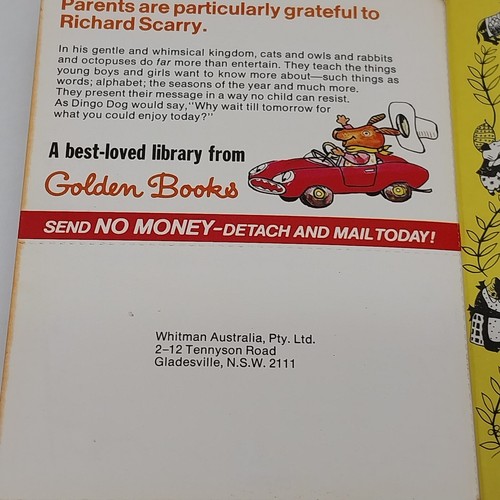 Parents are particularly grateful to
Richard Scarry.
In his gentle and whimsical kingdom, cats and owls and rabbits
and octopuses do far more than entertain. They teach the things
young boys and girls want to know more about—such things as
words; alphabet; the seasons of the year and much more.
They present their message in a way no child can resist.
As Dingo Dog would say, "Why wait till tomorrow for
what you could enjoy today?"
A best-loved library from
Golden Books
SEND NO MONEY-DETACH AND MAIL TODAY!
Whitman Australia, Pty. Ltd.
2-12 Tennyson Road
Gladesville, N.S.W. 2111